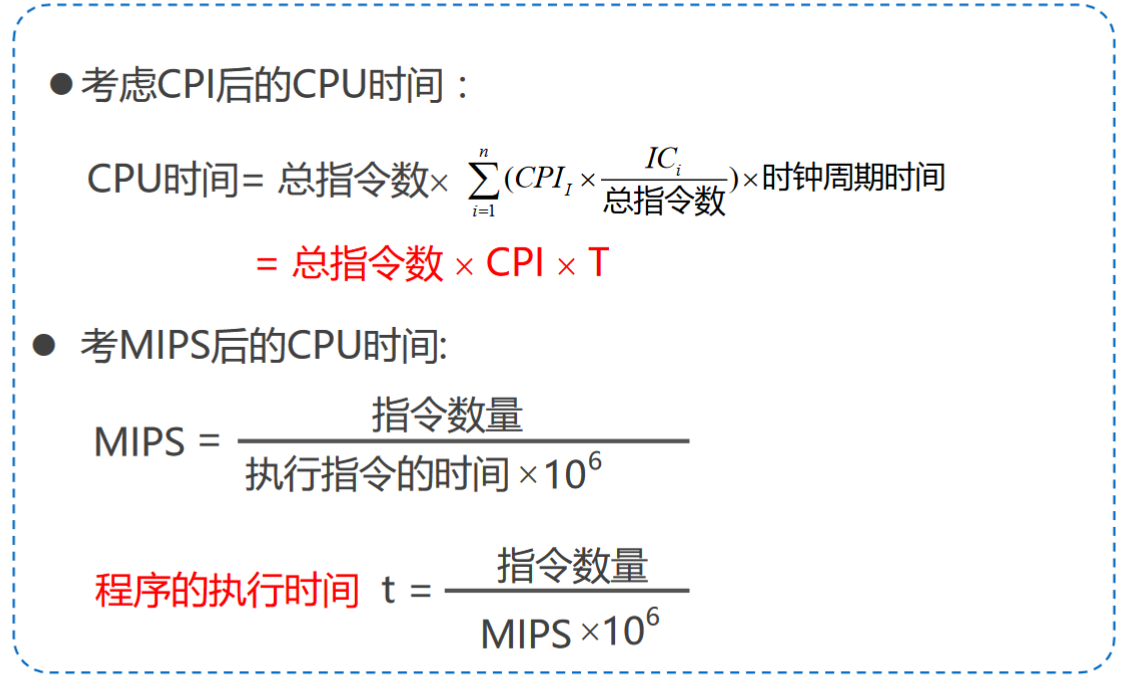 ●考虑CPI后的CPU时间：
CPU时间= 总指令数× $\sum_{i=1}^{n}(CPI_I \times \frac{IC_i}{总指令数})$×时钟周期时间
= 总指令数 × CPI × T
● 考MIPS后的CPU时间:
MIPS = $\frac{指令数量}{执行指令的时间 \times 10^6}$
程序的执行时间 t = $\frac{指令数量}{MIPS \times 10^6}$